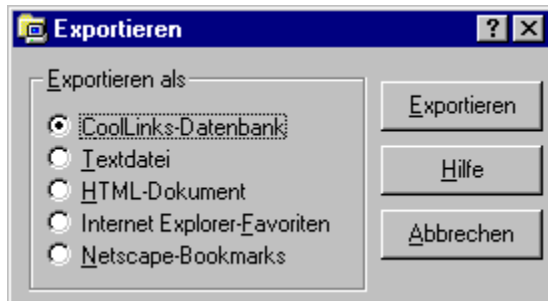 Exportieren
Exportieren als
CoolLinks-Datenbank
Textdatei
HTML-Dokument
Internet Explorer-Favoriten
Netscape-Bookmarks
Exportieren
Hilfe
Abbrechen